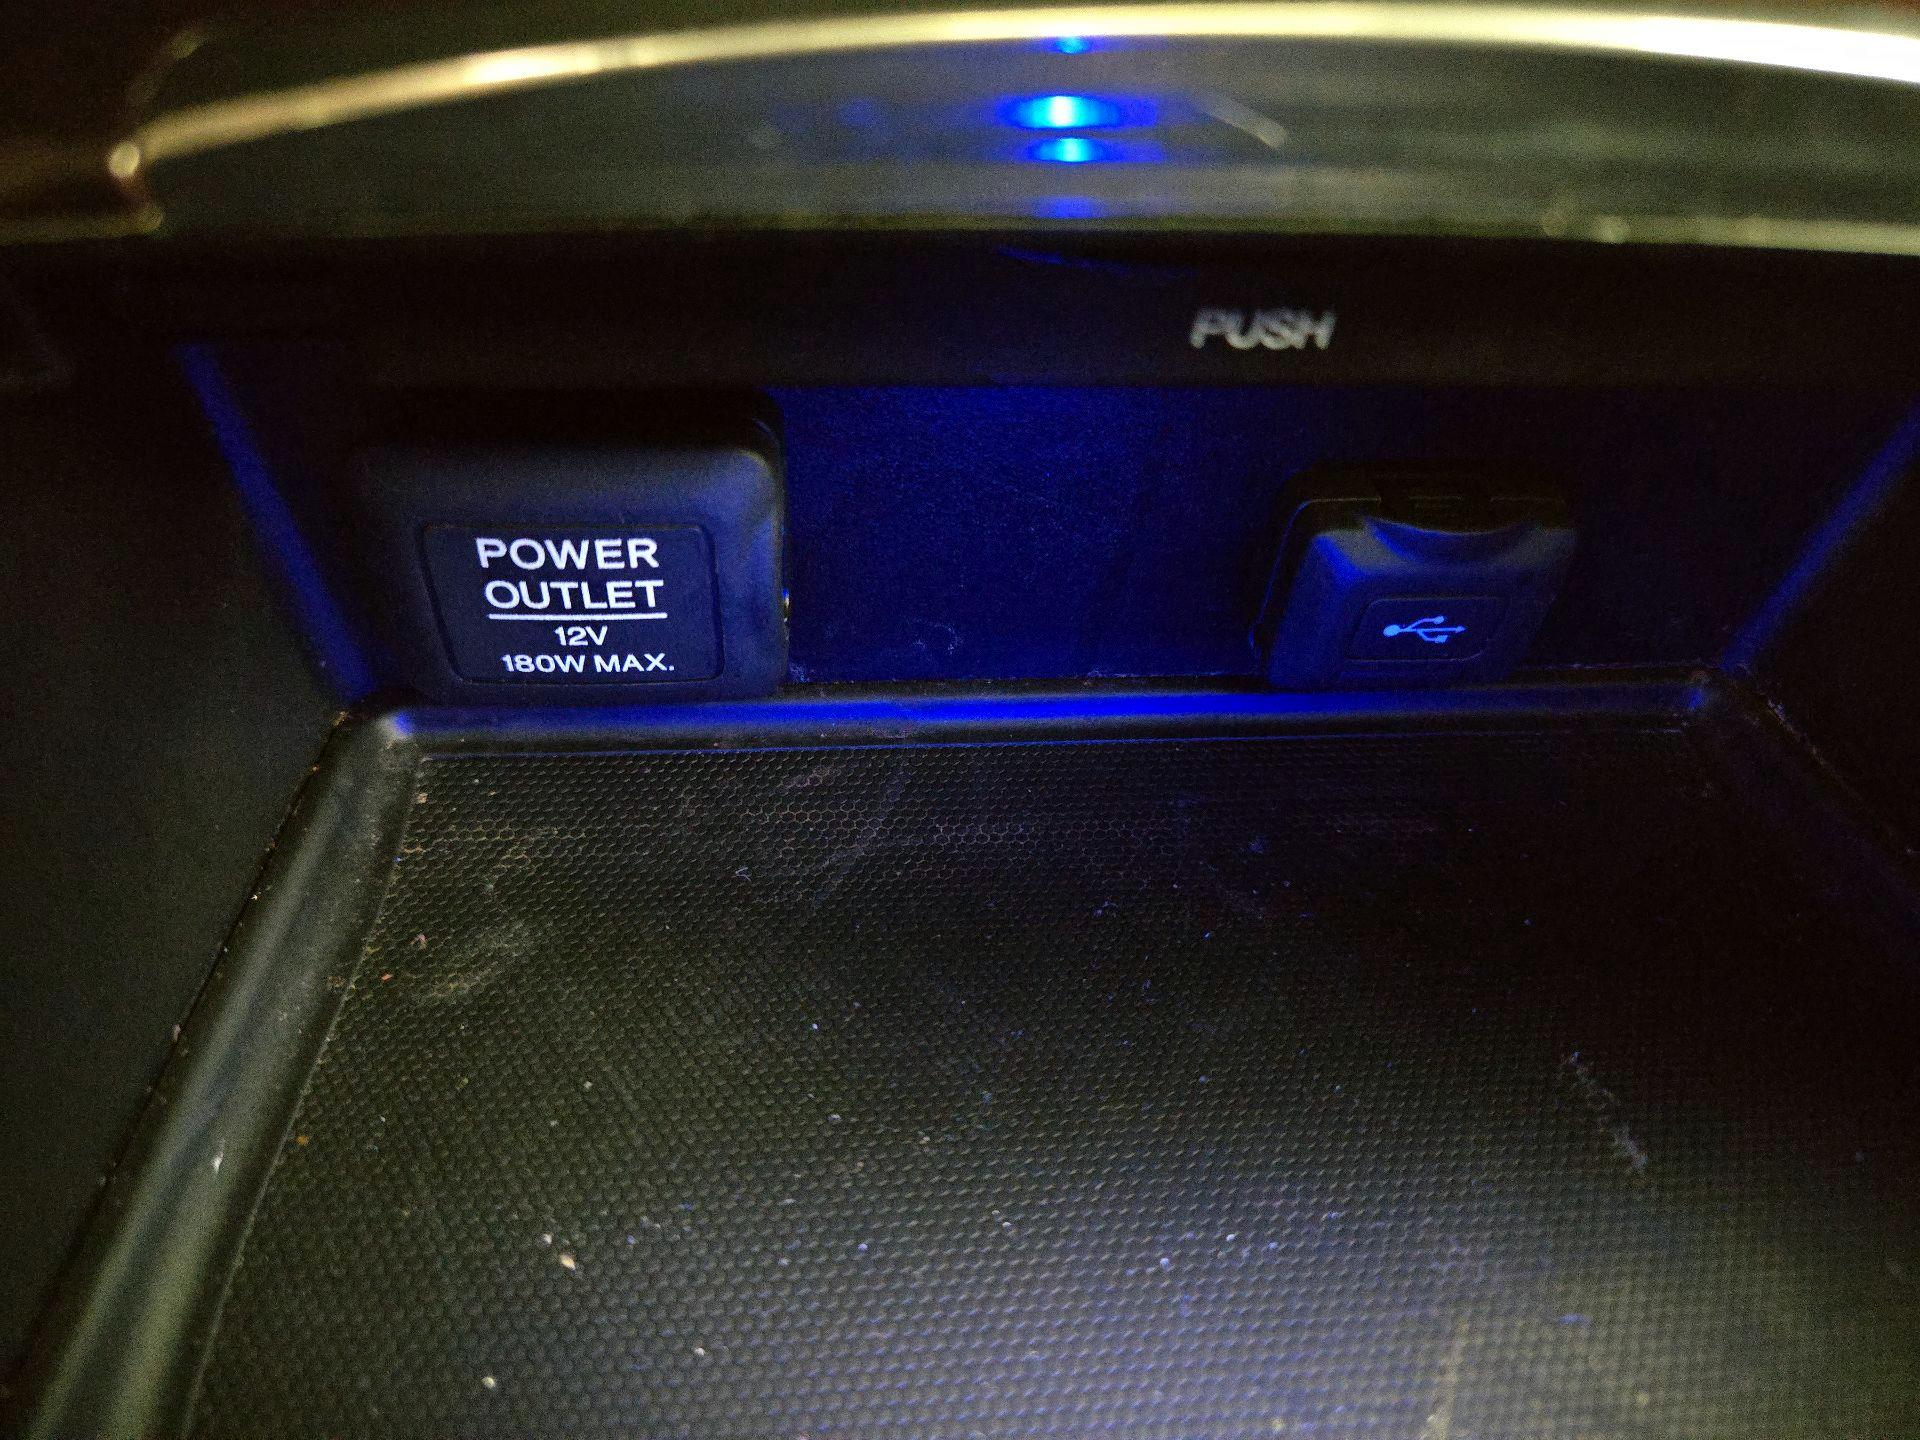 PUSH
POWER
OUTLET
12V
180W MAX.